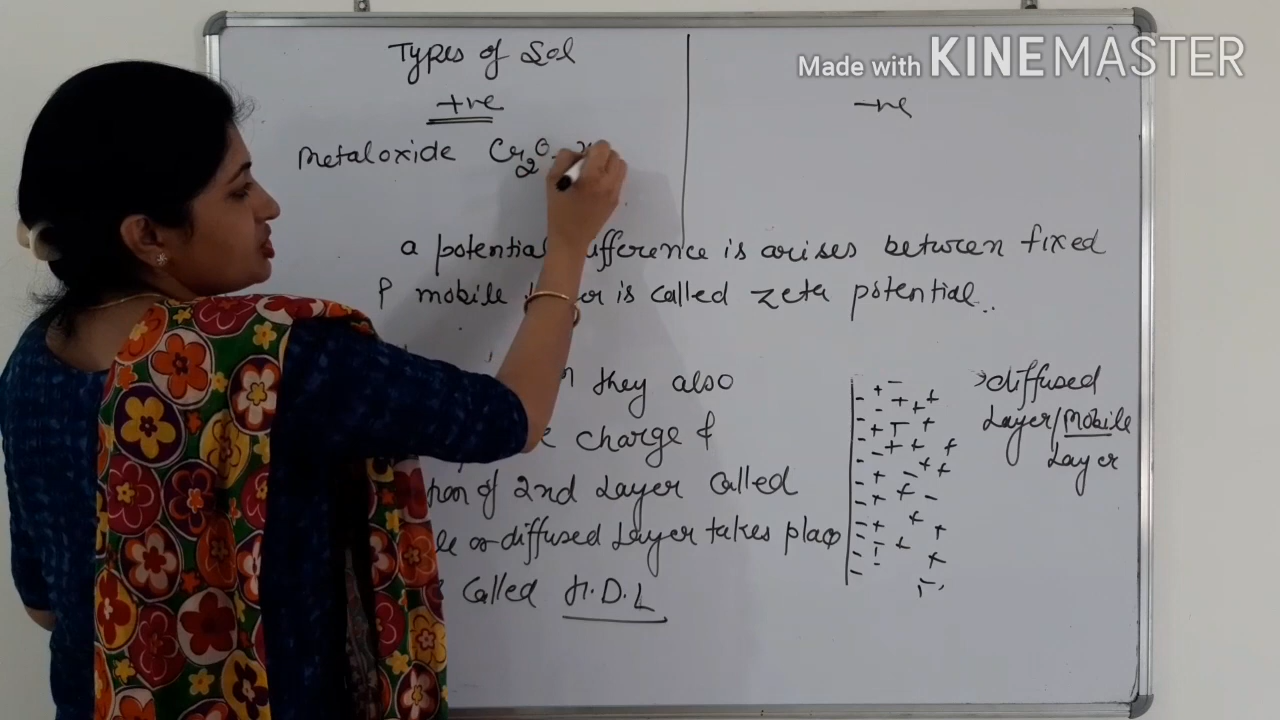 Types of Sol
+ve
Metaloxide Cr2O
Made with KINEMASTER
-ve
a potential difference is arises between fixed
mobile is called zeta potential..
they also
charge &
of 2nd Layer called
or diffused Layer takes place
called H.D.L
diffused
Layer/Mobile
Layer